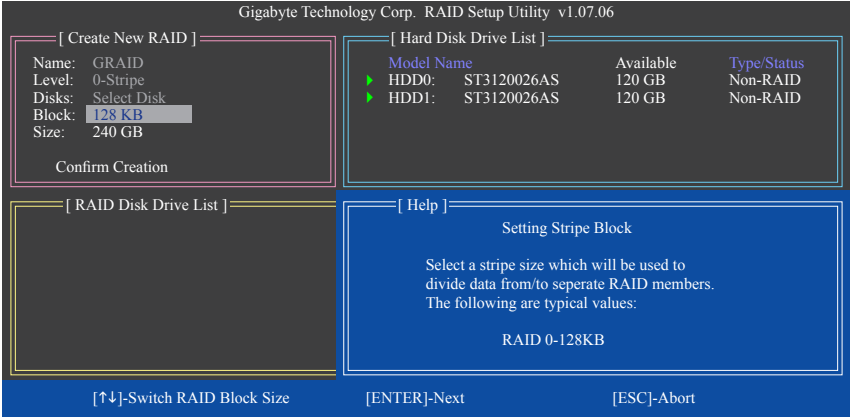 Gigabyte Technology Corp.  RAID Setup Utility  v1.07.06
[ Create New RAID ]
Name: GRAID
Level: 0-Stripe
Disks: Select Disk
Block: 128 KB
Size: 240 GB
Confirm Creation
[ Hard Disk Drive List ]
Model Name Available Type/Status
HDD0: ST3120026AS 120 GB Non-RAID
HDD1: ST3120026AS 120 GB Non-RAID
[ RAID Disk Drive List ]
[ Help ]
Setting Stripe Block
Select a stripe size which will be used to
divide data from/to seperate RAID members.
The following are typical values:
RAID 0-128KB
[↑↓]-Switch RAID Block Size [ENTER]-Next [ESC]-Abort